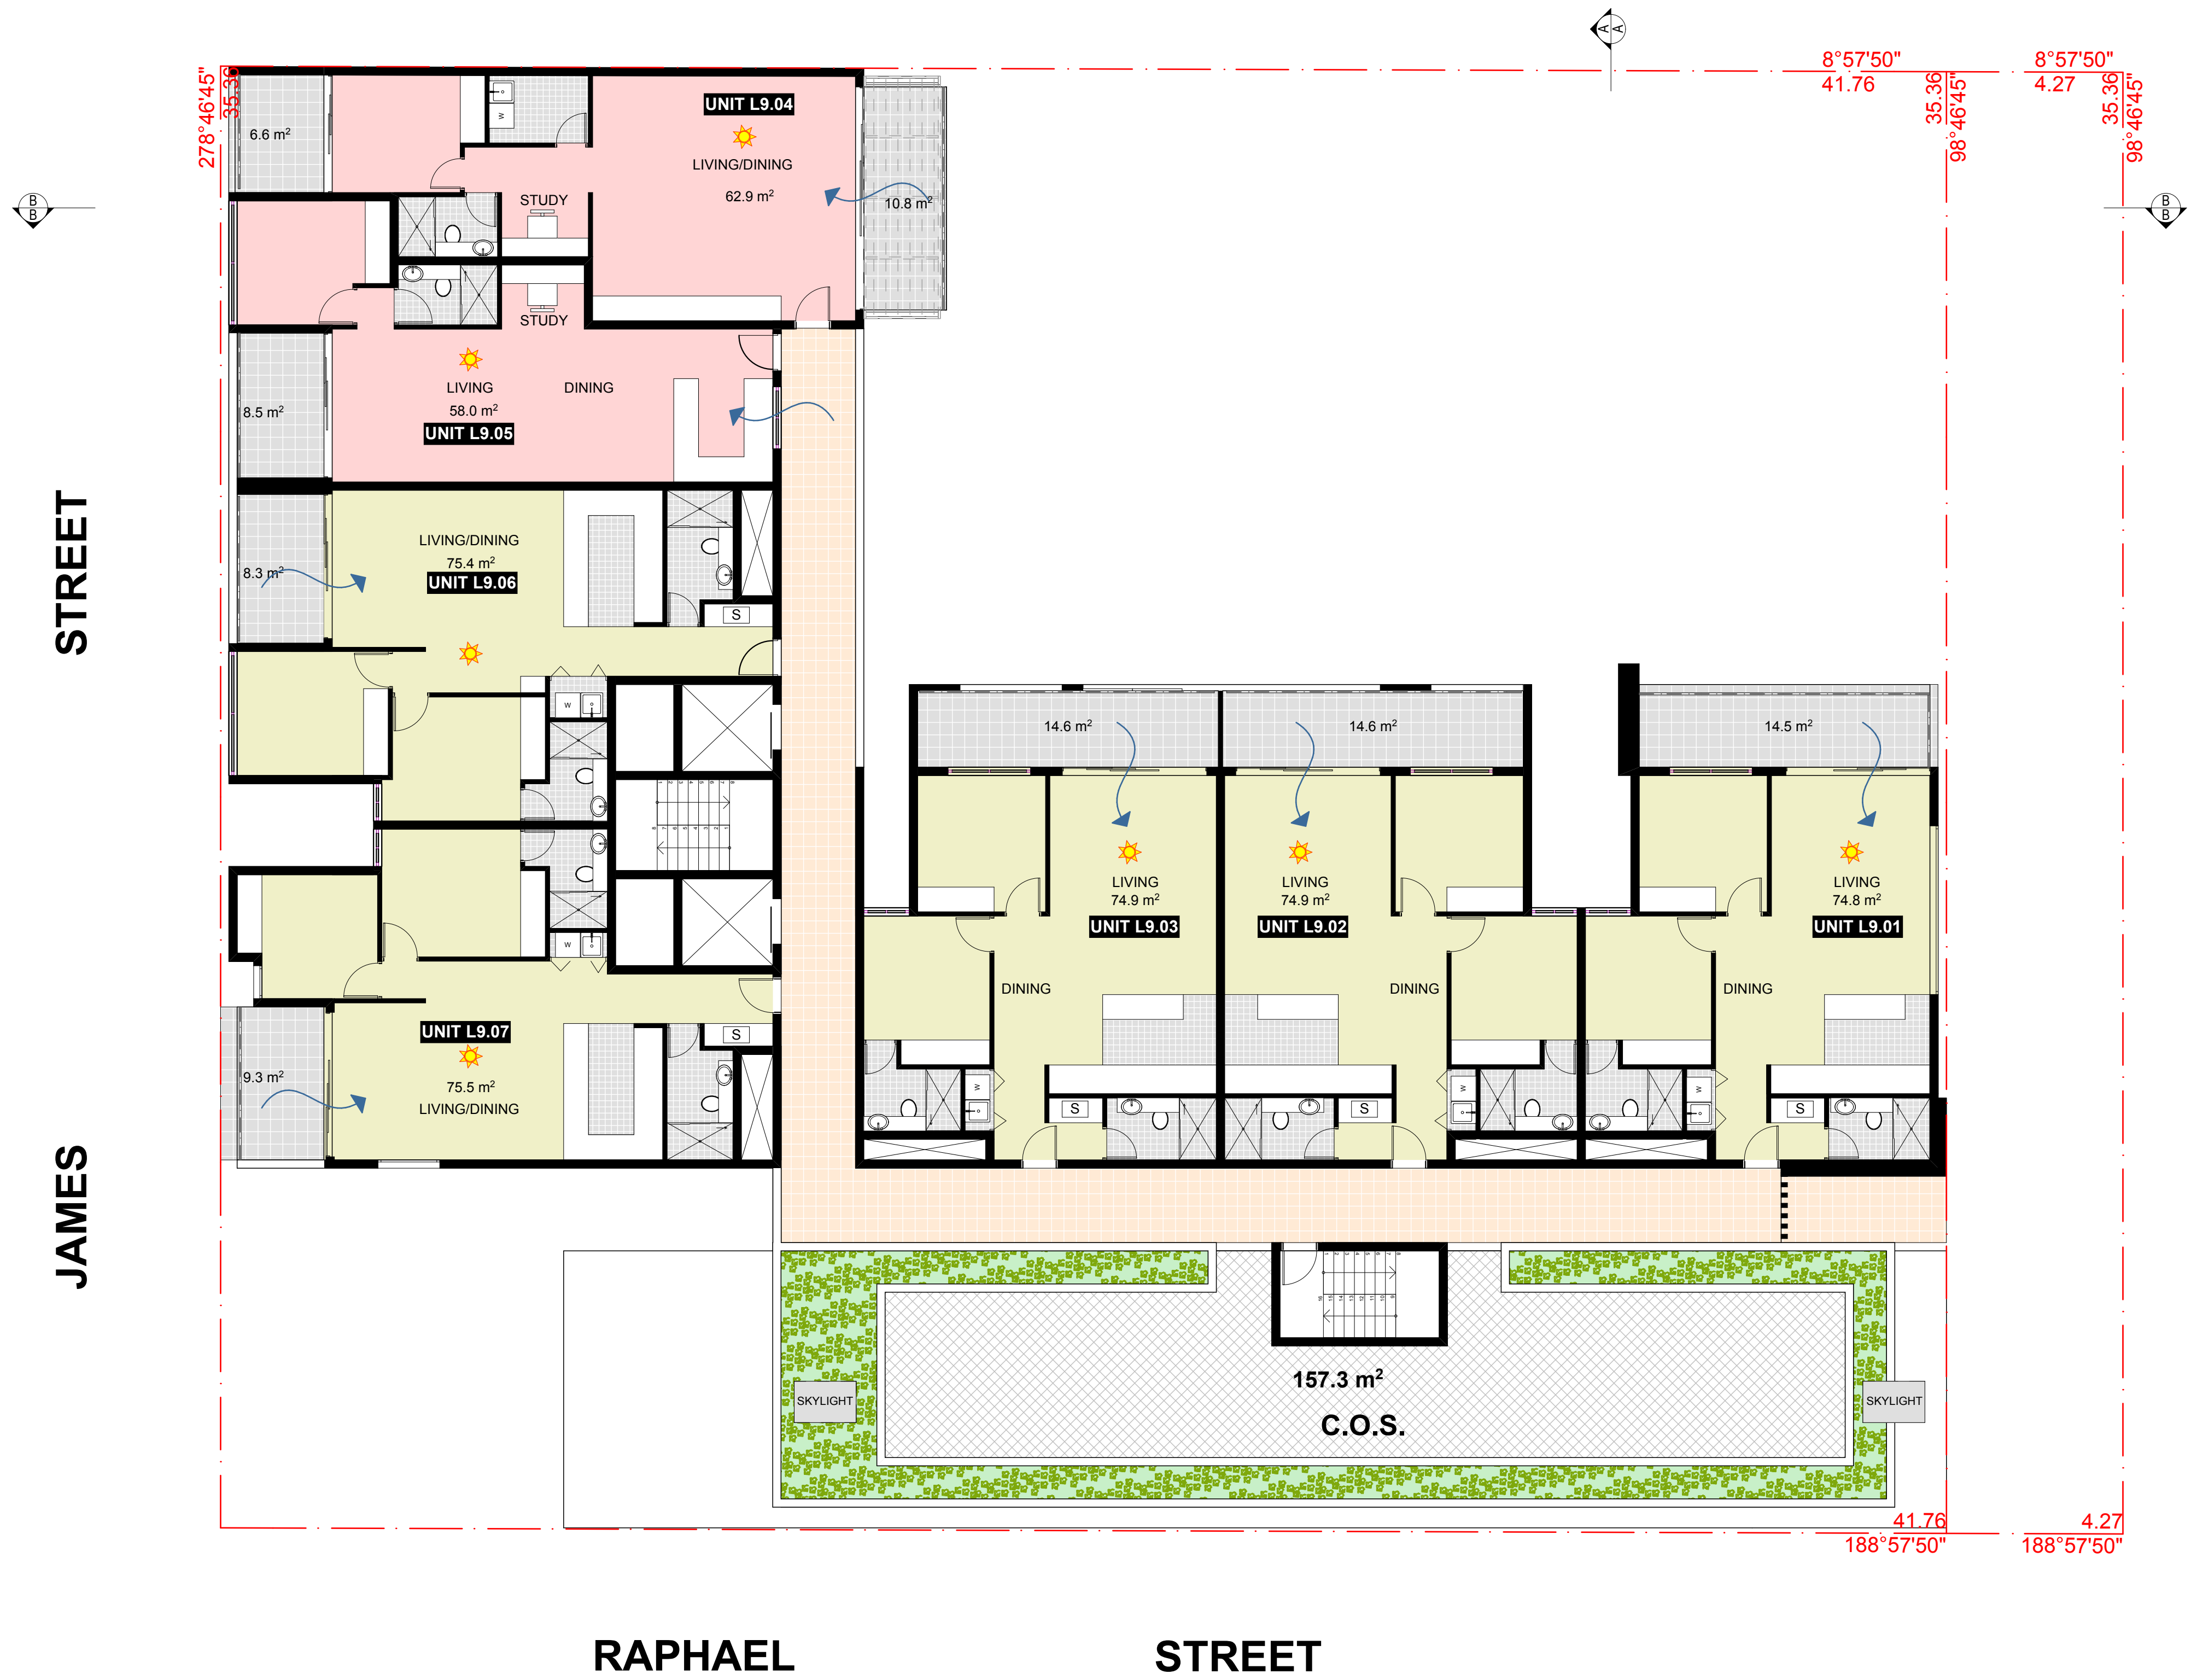 A
A
8°57'50"
41.76
8°57'50"
4.27
278°46'45"
35.36
35.36
98°46'45"
35.36
98°46'45"
B
B
B
B
6.6 m²
W
UNIT L9.04
LIVING/DINING
62.9 m²
10.8 m²
STUDY
STUDY
LIVING
DINING
58.0 m²
UNIT L9.05
8.5 m²
LIVING/DINING
75.4 m²
UNIT L9.06
8.3 m²
S
W
STREET
JAMES
14.6 m²
14.6 m²
14.5 m²
LIVING
74.9 m²
UNIT L9.03
LIVING
74.9 m²
UNIT L9.02
LIVING
74.8 m²
UNIT L9.01
DINING
DINING
DINING
W
UNIT L9.07
75.5 m²
LIVING/DINING
9.3 m²
S
W
S
S
W
W
S
157.3 m²
C.O.S.
SKYLIGHT
SKYLIGHT
41.76
188°57'50"
4.27
188°57'50"
RAPHAEL STREET